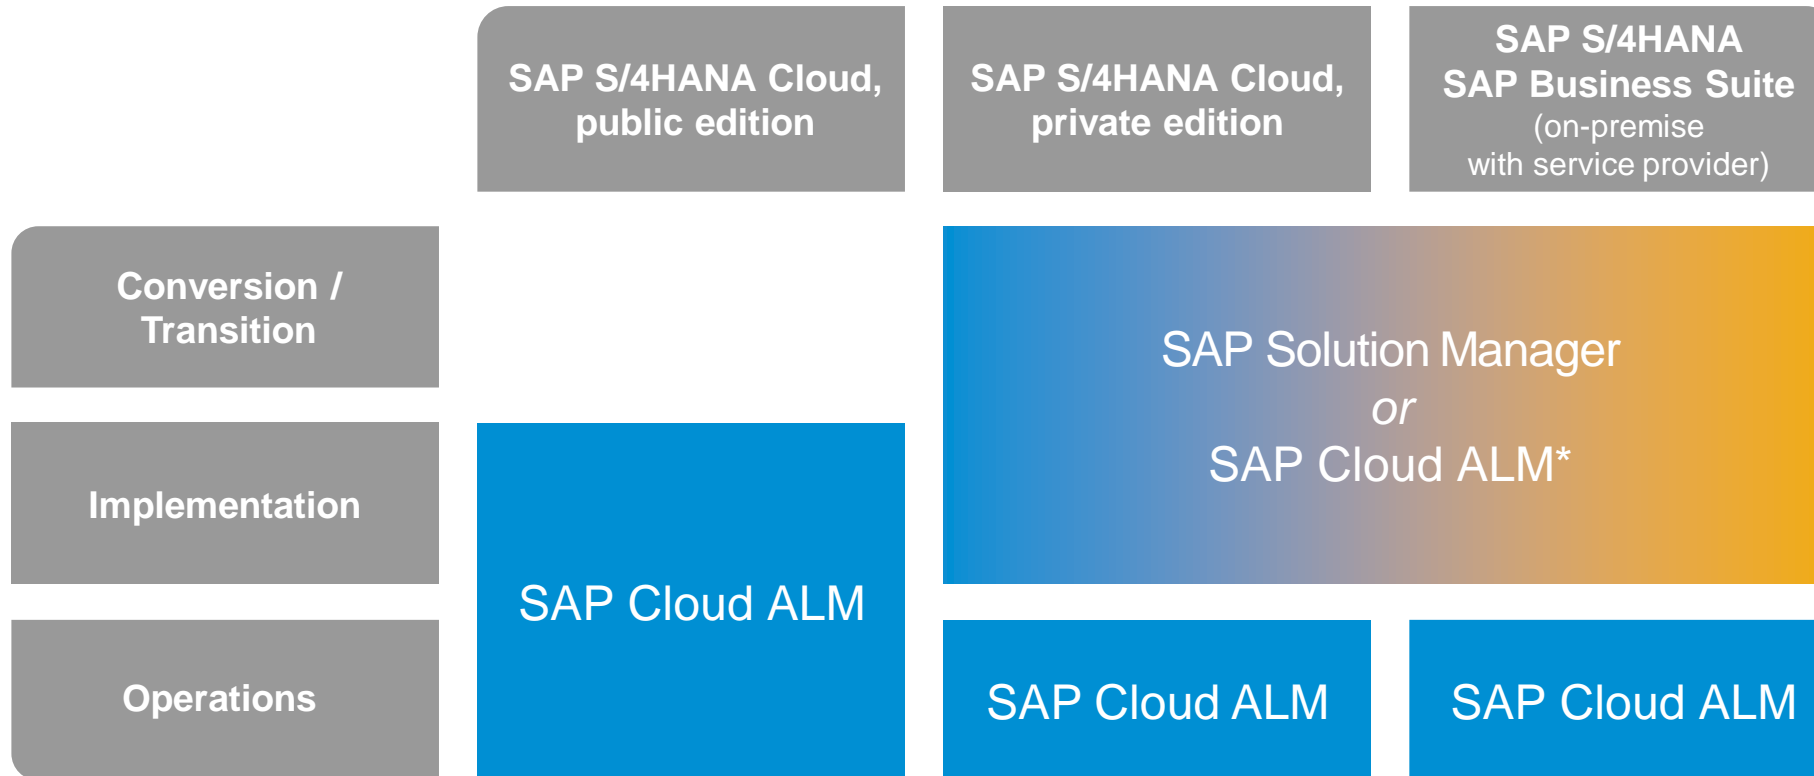 SAP S/4HANA Cloud,
public edition
SAP S/4HANA Cloud,
private edition
SAP S/4HANA
SAP Business Suite
(on-premise
with service provider)
Conversion /
Transition
SAP Solution Manager
or
SAP Cloud ALM*
Implementation
SAP Cloud ALM
Operations
SAP Cloud ALM
SAP Cloud ALM